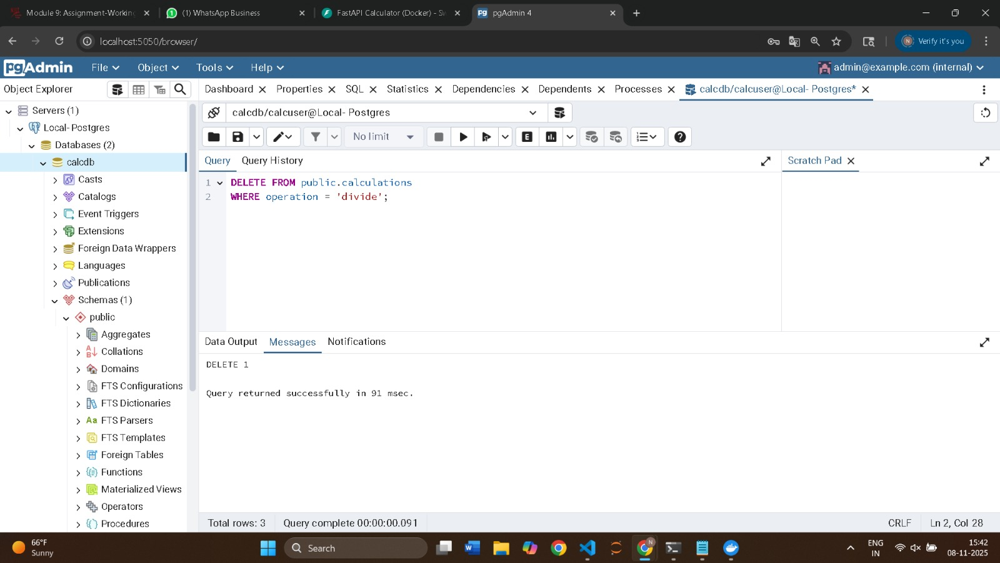 Module 9: Assignment-Working
(1) WhatsApp Business
FastAPI Calculator (Docker) - Sw
pgAdmin 4
localhost:5050/browser/
Verify it's you
pgAdmin
File
Object
Tools
Help
admin@example.com (internal)
Object Explorer
Dashboard
Properties
SQL
Statistics
Dependencies
Dependents
Processes
calcdb/calcuser@Local- Postgres*
Servers (1)
Local- Postgres
Databases (2)
calcdb
Casts
Catalogs
Event Triggers
Extensions
Foreign Data Wrappers
Languages
Publications
Schemas (1)
public
Aggregates
Collations
Domains
FTS Configurations
FTS Dictionaries
Aa FTS Parsers
FTS Templates
Foreign Tables
Functions
Materialized Views
Operators
Procedures
calcdb/calcuser@Local- Postgres
No limit
E
Query
Query History
Scratch Pad
1 DELETE FROM public.calculations
2 WHERE operation = 'divide';
Data Output
Messages
Notifications
DELETE 1
Query returned successfully in 91 msec.
Total rows: 3
Query complete 00:00:00.091
CRLF
Ln 2, Col 28
66°F
Sunny
Search
ENG
IN
15:42
08-11-2025